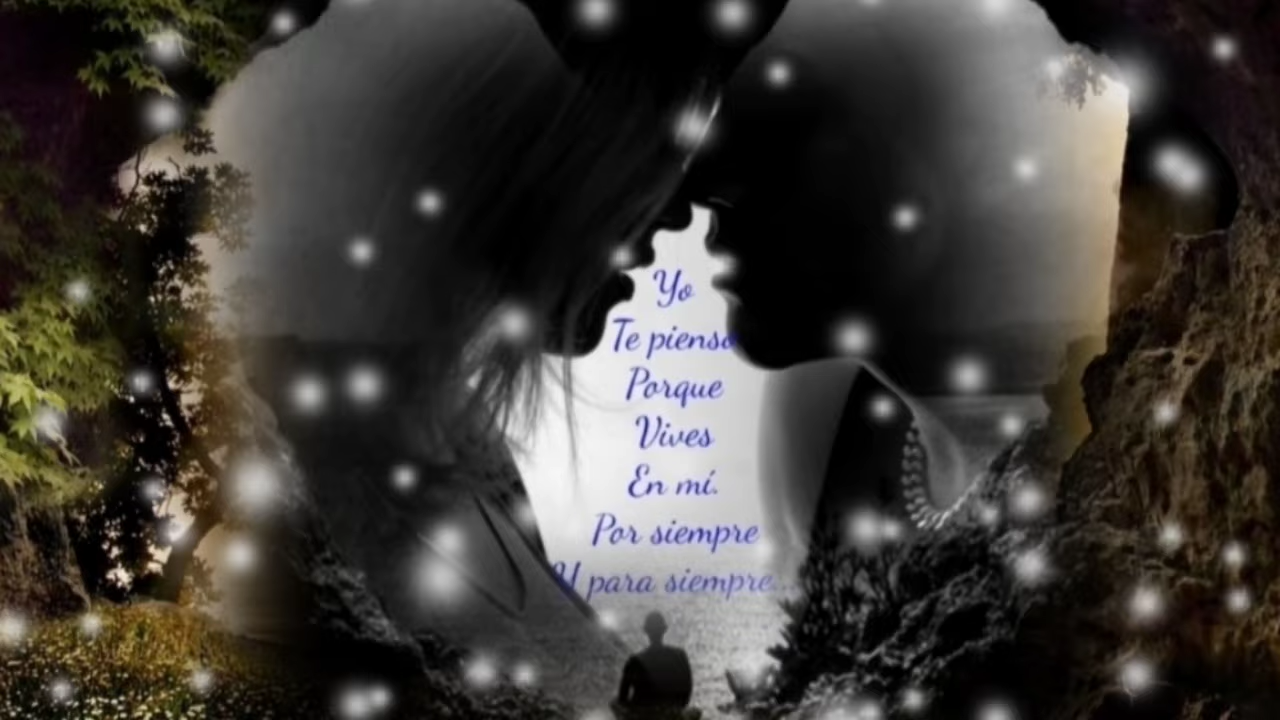 Yo
Te pienso
Porque
Vives
En mí.
Por siempre
Y para siempre...